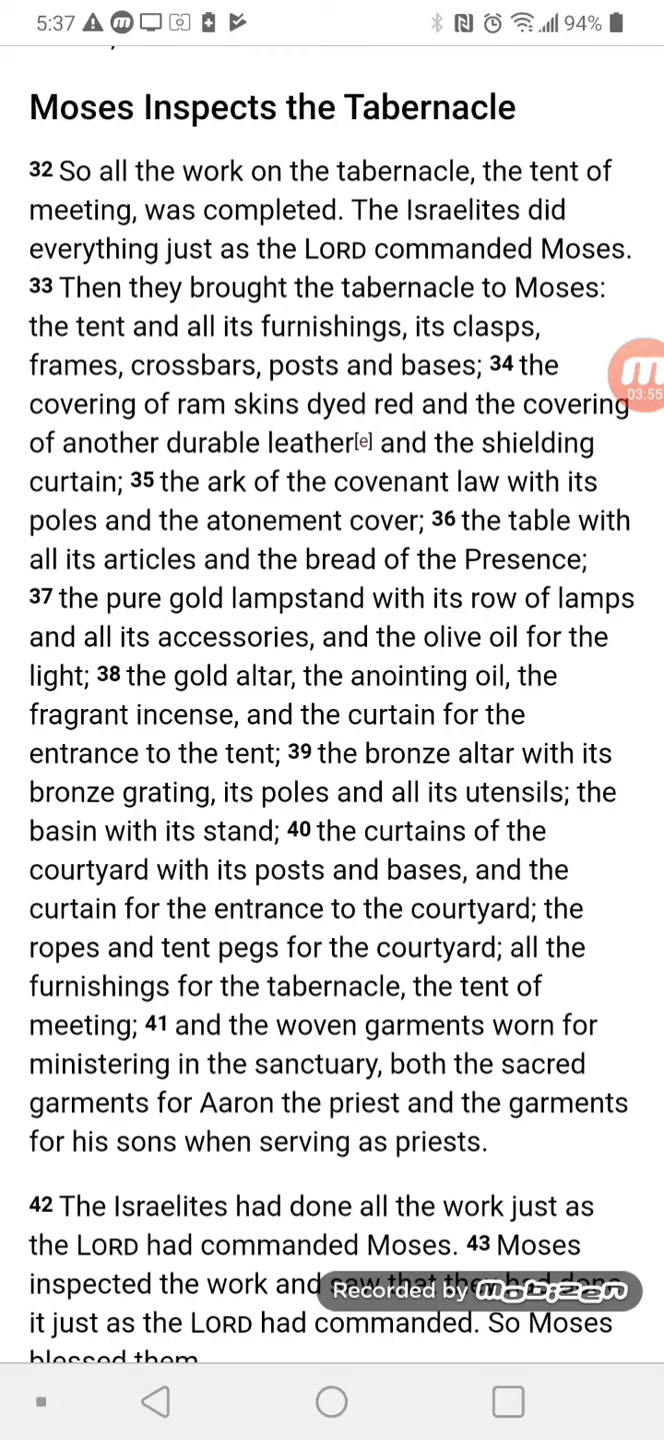 5:37 94%
Moses Inspects the Tabernacle
32 So all the work on the tabernacle, the tent of
meeting, was completed. The Israelites did
everything just as the LORD commanded Moses.
33 Then they brought the tabernacle to Moses:
the tent and all its furnishings, its clasps,
frames, crossbars, posts and bases; 34 the
covering of ram skins dyed red and the covering
of another durable leather[e] and the shielding
curtain; 35 the ark of the covenant law with its
poles and the atonement cover; 36 the table with
all its articles and the bread of the Presence;
37 the pure gold lampstand with its row of lamps
and all its accessories, and the olive oil for the
light; 38 the gold altar, the anointing oil, the
fragrant incense, and the curtain for the
entrance to the tent; 39 the bronze altar with its
bronze grating, its poles and all its utensils; the
basin with its stand; 40 the curtains of the
courtyard with its posts and bases, and the
curtain for the entrance to the courtyard; the
ropes and tent pegs for the courtyard; all the
furnishings for the tabernacle, the tent of
meeting; 41 and the woven garments worn for
ministering in the sanctuary, both the sacred
garments for Aaron the priest and the garments
for his sons when serving as priests.
42 The Israelites had done all the work just as
the LORD had commanded Moses. 43 Moses
inspected the work and saw that they had done
it just as the LORD had commanded. So Moses
blessed them
m
03:55
Recorded by mobizen